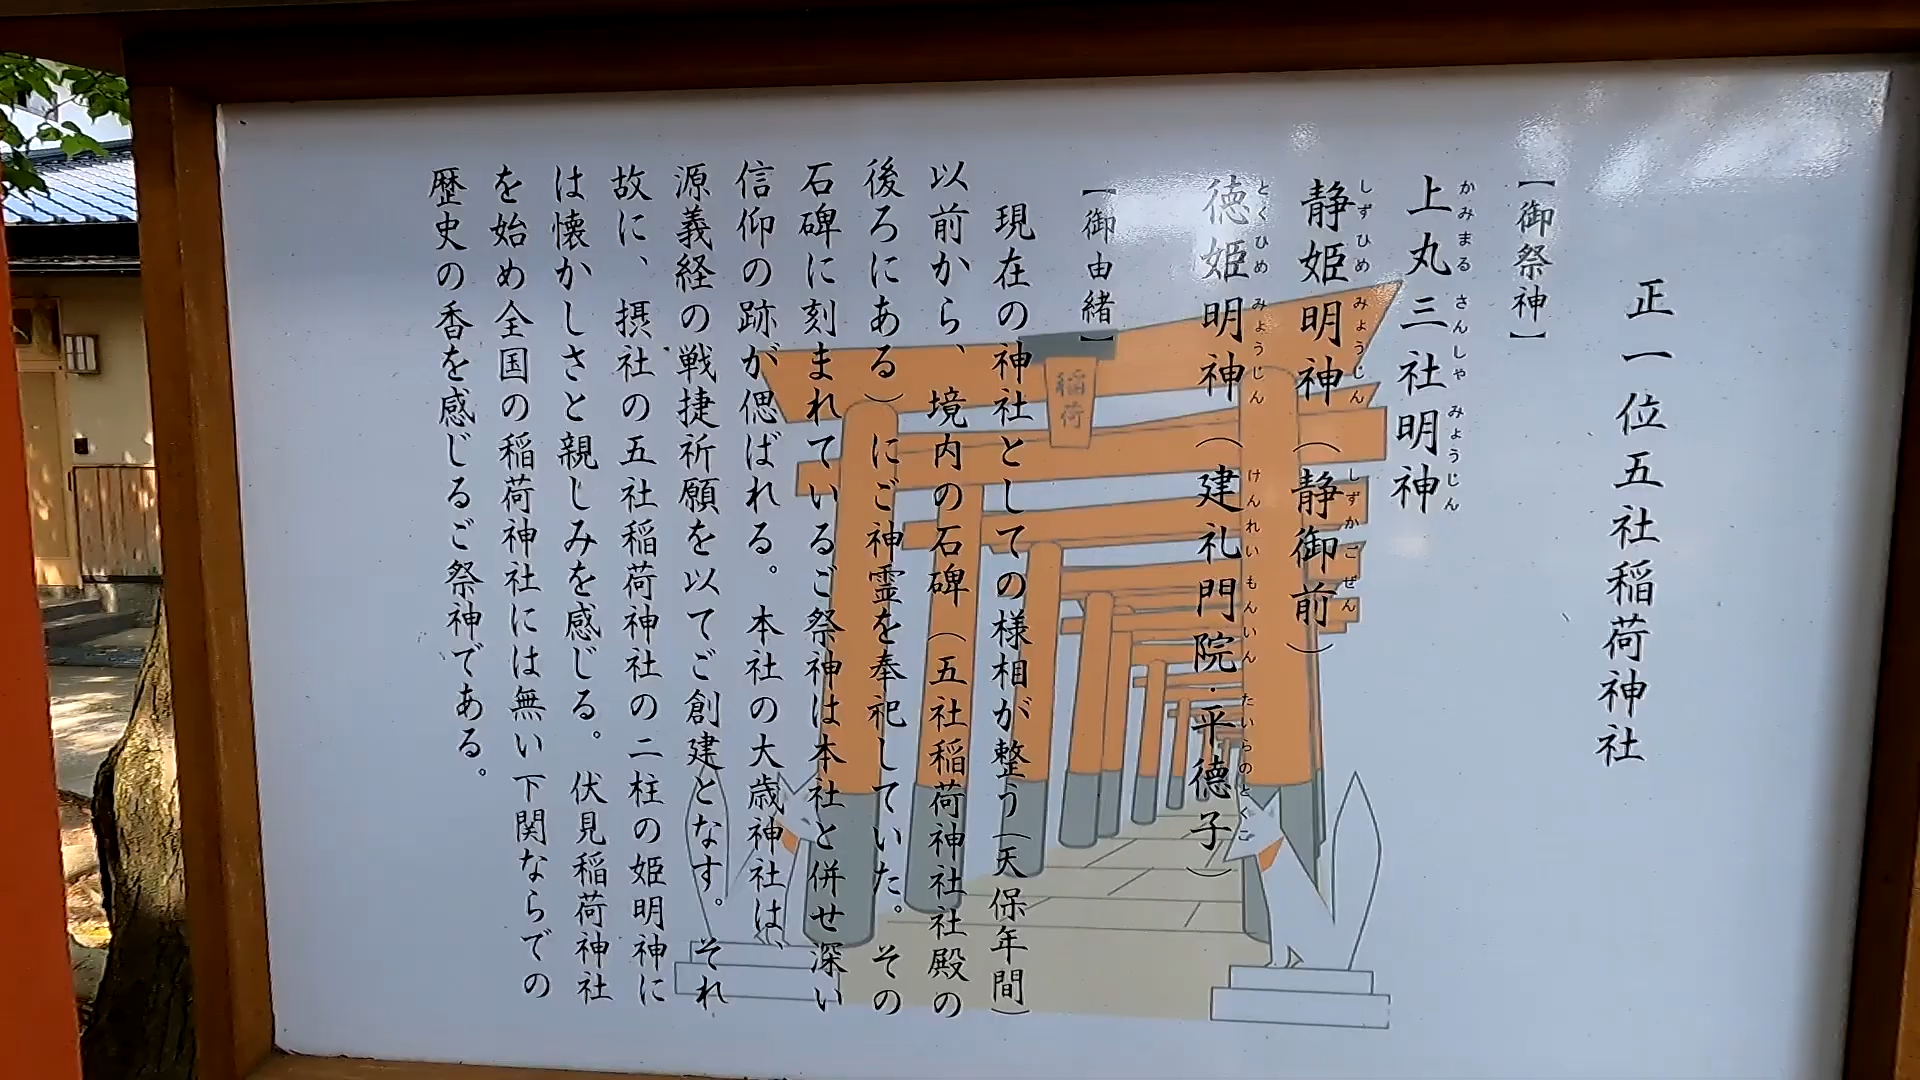 正一位五社稲荷神社
【御祭神】
上丸三社明神
かみまる さんしゃ みょうじん
静姫明神（静御前）
しずひめ みょうじん しずかごぜん
徳姫明神（建礼門院・平徳子）
とくひめ みょうじん けんれいもんいん たいらのとくこ
【御由緒】
現在の神社としての様相が整う（天保年間）
以前から、境内の石碑（五社稲荷神社社殿の
後ろにある）にご神霊を奉祀していた。その
石碑に刻まれているご祭神は本社と併せ深い
信仰の跡が偲ばれる。本社の大歳神社は、
源義経の戦捷祈願を以てご創建となす。それ
故に、摂社の五社稲荷神社の二柱の姫明神に
は懐かしさと親しみを感じる。伏見稲荷神社
を始め全国の稲荷神社には無い下関ならでの
歴史の香を感じるご祭神である。
稲荷